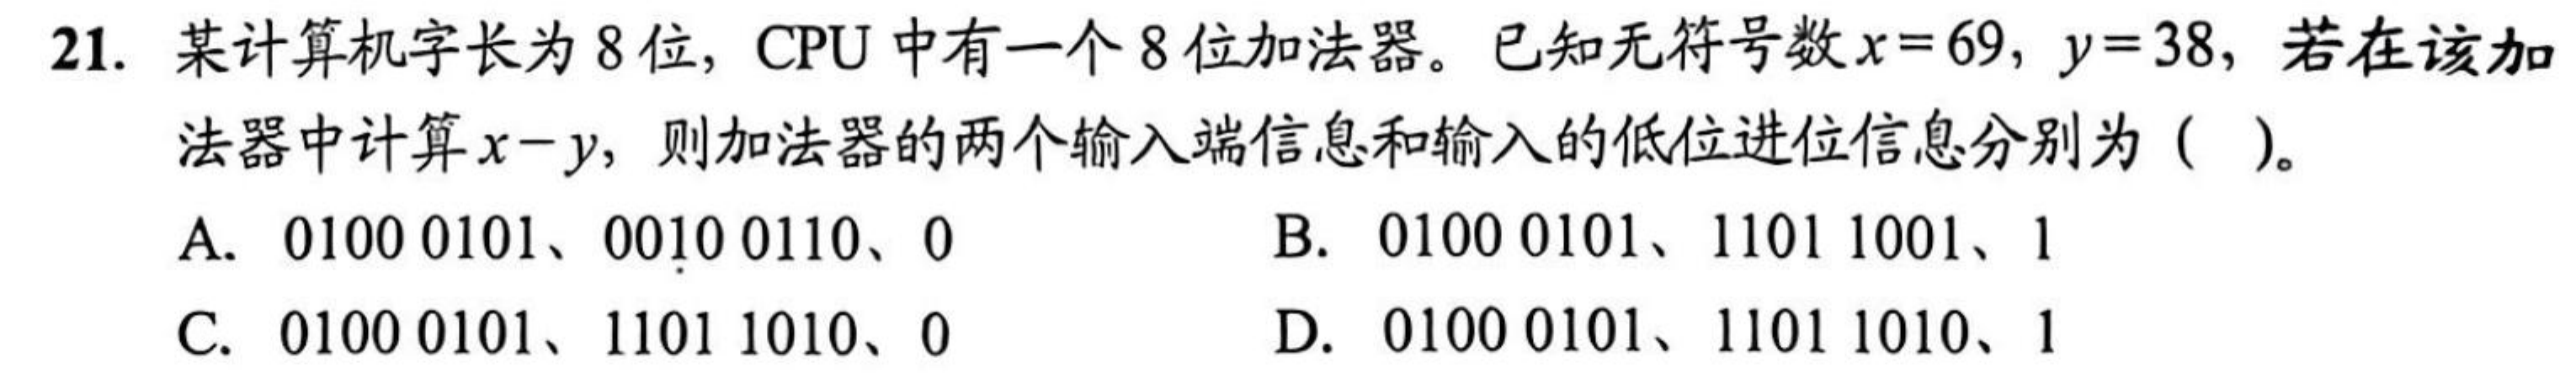 21. 某计算机字长为 8 位，CPU 中有一个 8 位加法器。已知无符号数 x=69，y=38，若在该加
法器中计算 x−y，则加法器的两个输入端信息和输入的低位进位信息分别为（ ）。
A. 0100 0101、0010 0110、0 B. 0100 0101、1101 1001、1
C. 0100 0101、1101 1010、0 D. 0100 0101、1101 1010、1